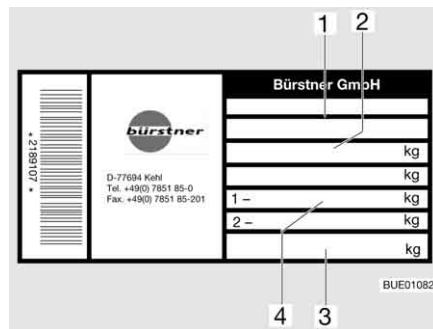 1 2
Bürstner GmbH
* 2189107 *
bürstner
D-77694 Kehl
Tel. +49(0) 7851 85-0
Fax. +49(0) 7851 85-201
kg
kg
1 – kg
2 – kg
kg
BUE01082
4 3